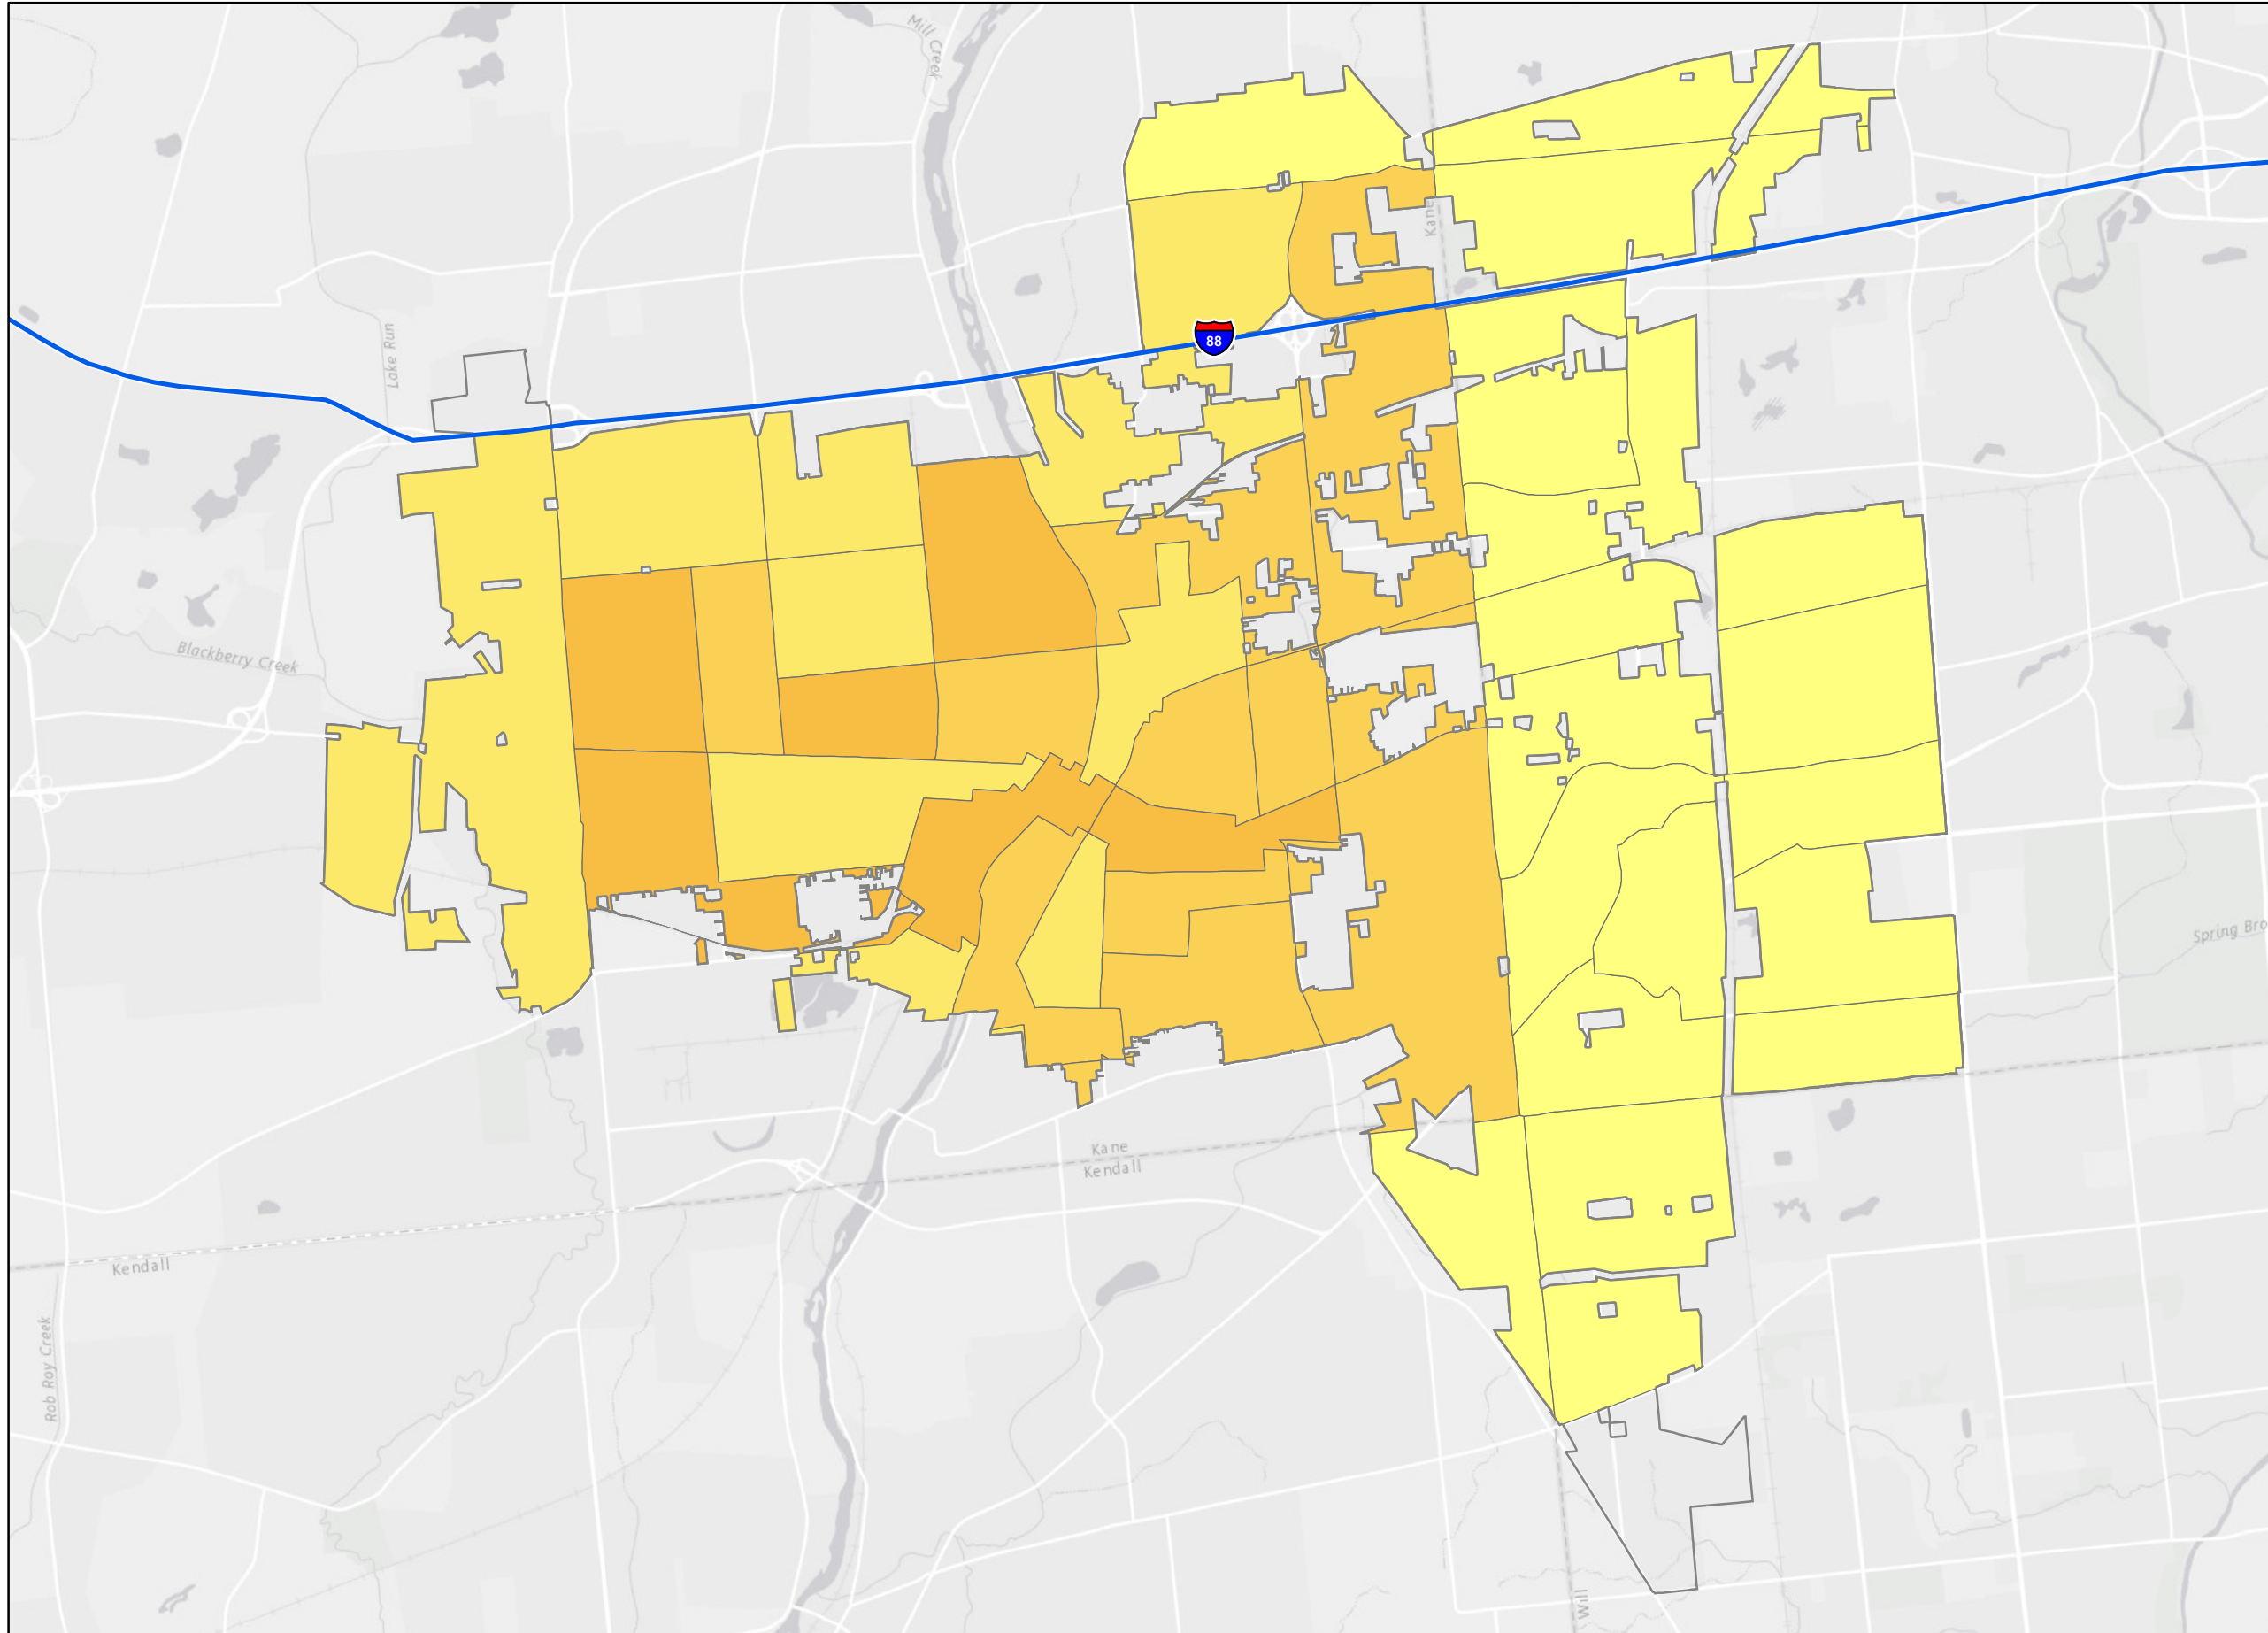 Mill Creek
Kane
Lake Run
88
Blackberry Creek
Spring Bro
Kane
Kendall
Kendall
Rob Roy Creek
Will